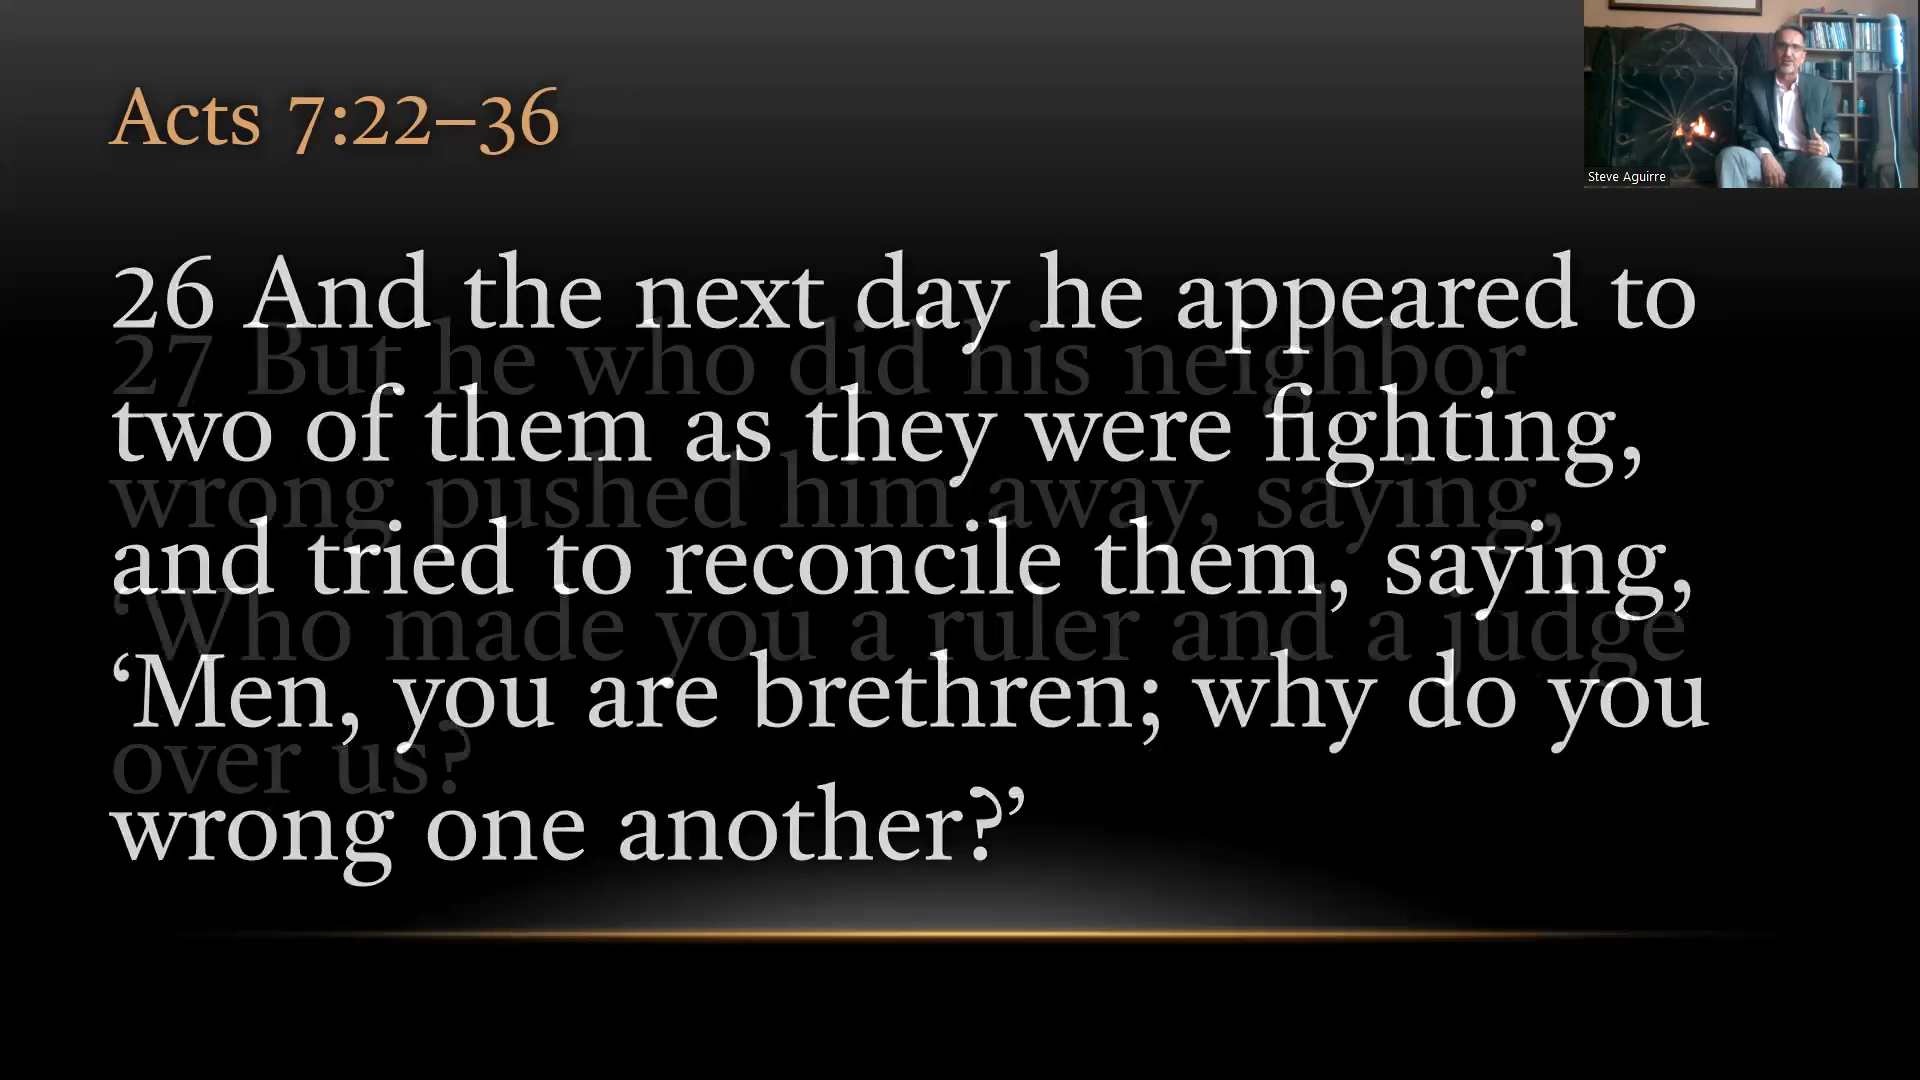 Acts 7:22–36
Steve Aguirre
26 And the next day he appeared to
27 But he who did his neighbor
two of them as they were fighting,
wrong pushed him away, saying,
and tried to reconcile them, saying,
‘Who made you a ruler and a judge
‘Men, you are brethren; why do you
over us?
wrong one another?’